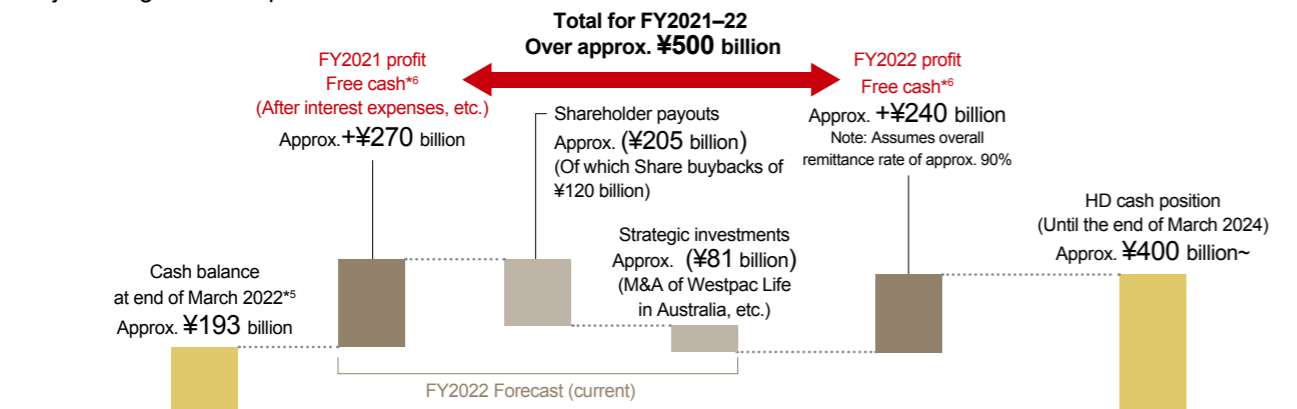 Total for FY2021–22
Over approx. ¥500 billion
FY2021 profit
Free cash*6
(After interest expenses, etc.)
Approx.+¥270 billion
Shareholder payouts
Approx. (¥205 billion)
(Of which Share buybacks of
¥120 billion)
FY2022 profit
Free cash*6
Approx. +¥240 billion
Note: Assumes overall
remittance rate of approx. 90%
Strategic investments
Approx. (¥81 billion)
(M&A of Westpac Life
in Australia, etc.)
HD cash position
(Until the end of March 2024)
Approx. ¥400 billion~
Cash balance
at end of March 2022*5
Approx. ¥193 billion
FY2022 Forecast (current)